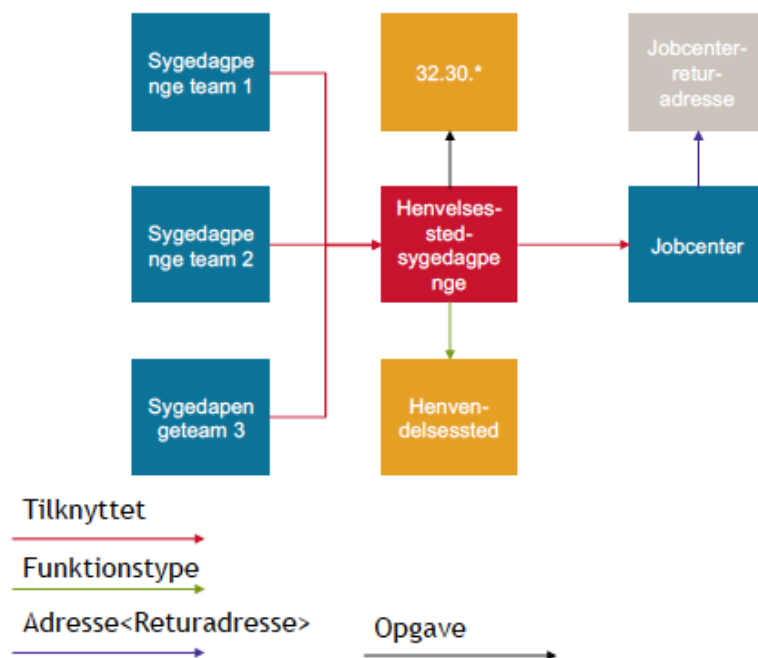 Sygedagpe
nge team 1
32.30.*
Jobcenter-
retur-
adresse
Sygedagpe
nge team 2
Henvelses-
sted-
sygedagpe
nge
Jobcenter
Sygedapen
geteam 3
Henven-
delsessted
Tilknyttet
Funktionstype
Adresse<Returadresse>
Opgave